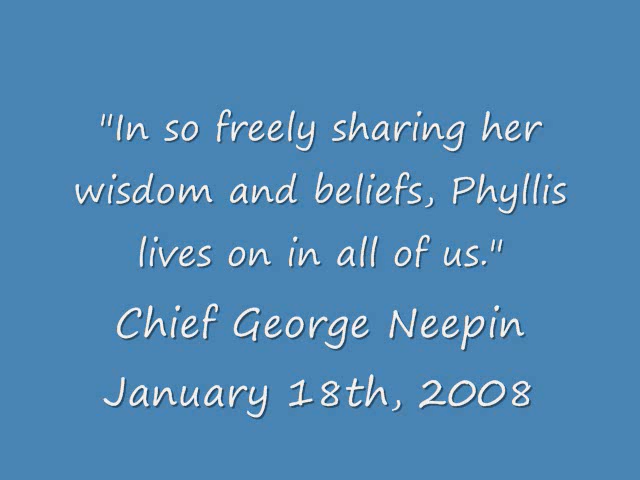 "In so freely sharing her
wisdom and beliefs, Phyllis
lives on in all of us."
Chief George Neepin
January 18th, 2008